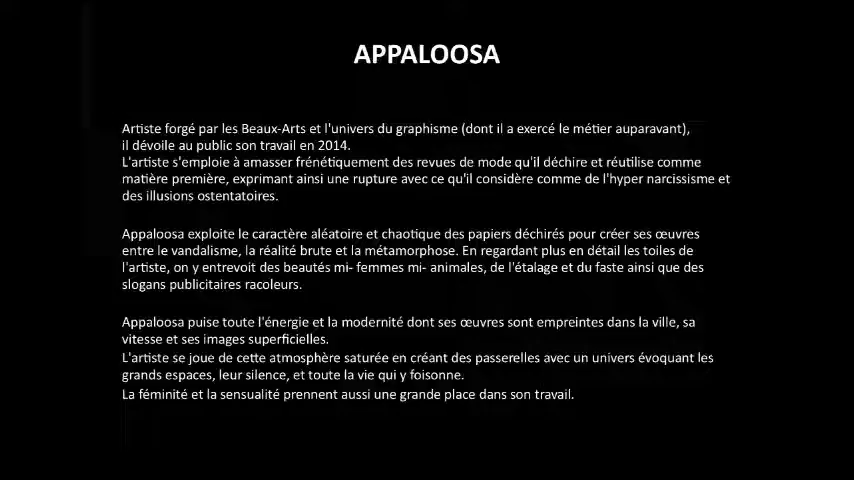 APPALOOSA
Artiste forgé par les Beaux-Arts et l'univers du graphisme (dont il a exercé le métier auparavant),
il dévoile au public son travail en 2014.
L'artiste s'emploie à amasser frénétiquement des revues de mode qu'il déchire et réutilise comme
matière première, exprimant ainsi une rupture avec ce qu'il considère comme de l'hyper narcissisme et
des illusions ostentatoires.
Appaloosa exploite le caractère aléatoire et chaotique des papiers déchirés pour créer ses œuvres
entre le vandalisme, la réalité brute et la métamorphose. En regardant plus en détail les toiles de
l'artiste, on y entrevoit des beautés mi- femmes mi- animales, de l'étalage et du faste ainsi que des
slogans publicitaires racoleurs.
Appaloosa puise toute l'énergie et la modernité dont ses œuvres sont empreintes dans la ville, sa
vitesse et ses images superficielles.
L'artiste se joue de cette atmosphère saturée en créant des passerelles avec un univers évoquant les
grands espaces, leur silence, et toute la vie qui y foisonne.
La féminité et la sensualité prennent aussi une grande place dans son travail.